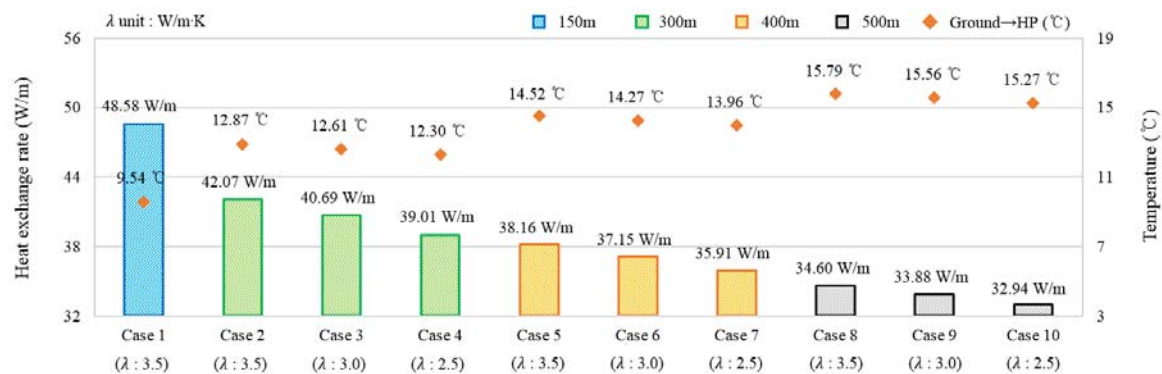 λ unit : W/m·K
150m
300m
400m
500m
Ground→HP (℃)
Heat exchange rate (W/m)
56
50
44
38
32
Temperature (℃)
19
15
11
7
3
48.58 W/m
9.54 ℃
12.87 ℃
42.07 W/m
12.61 ℃
40.69 W/m
12.30 ℃
39.01 W/m
14.52 ℃
38.16 W/m
14.27 ℃
37.15 W/m
13.96 ℃
35.91 W/m
15.79 ℃
34.60 W/m
15.56 ℃
33.88 W/m
15.27 ℃
32.94 W/m
Case 1 Case 2 Case 3 Case 4 Case 5 Case 6 Case 7 Case 8 Case 9 Case 10
(λ : 3.5) (λ : 3.5) (λ : 3.0) (λ : 2.5) (λ : 3.5) (λ : 3.0) (λ : 2.5) (λ : 3.5) (λ : 3.0) (λ : 2.5)